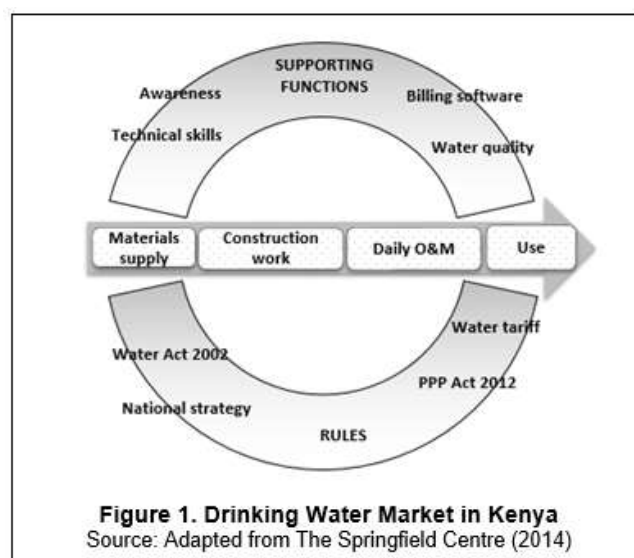 SUPPORTING
FUNCTIONS
Awareness
Billing software
Technical skills
Water quality
Materials
supply
Construction
work
Daily O&M
Use
Water tariff
Water Act 2002
PPP Act 2012
National strategy
RULES
Figure 1. Drinking Water Market in Kenya
Source: Adapted from The Springfield Centre (2014)